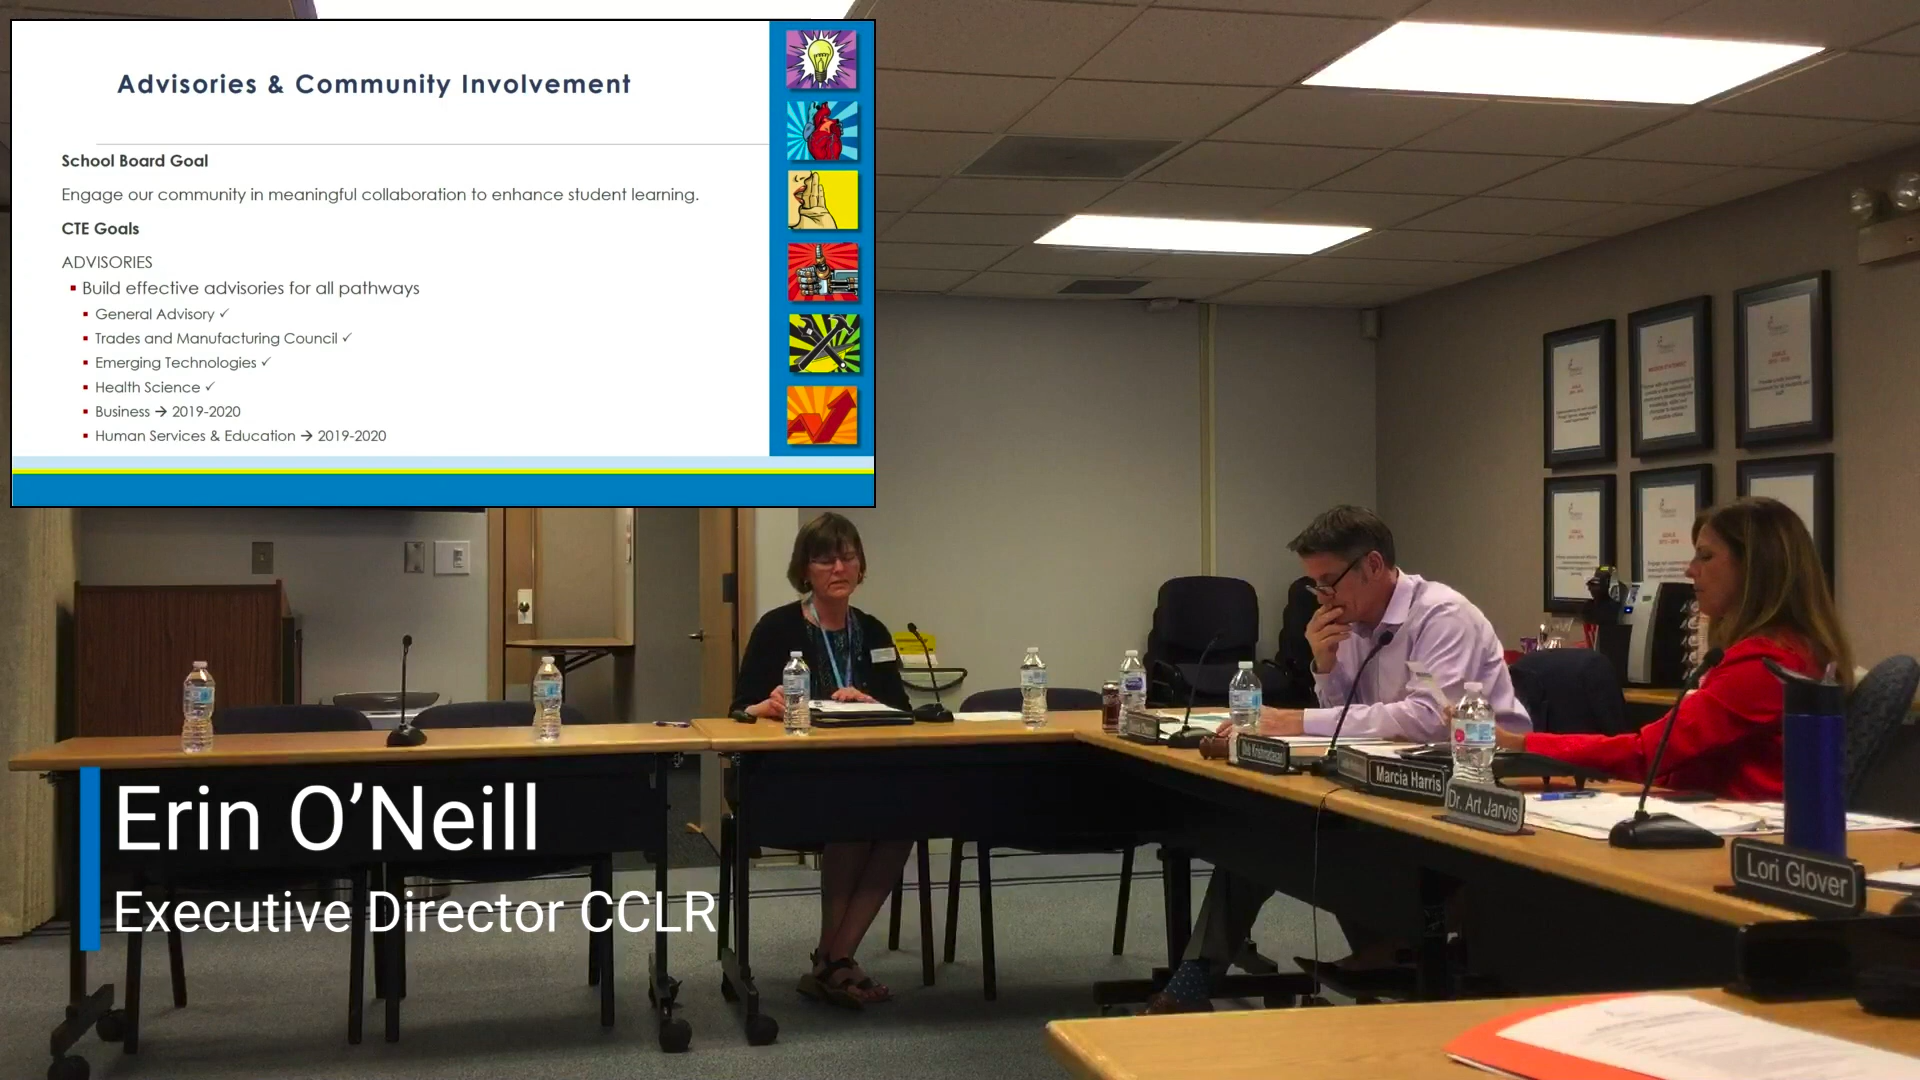 Advisories & Community Involvement
School Board Goal
Engage our community in meaningful collaboration to enhance student learning.
CTE Goals
ADVISORIES
▪ Build effective advisories for all pathways
▪ General Advisory ✓
▪ Trades and Manufacturing Council ✓
▪ Emerging Technologies ✓
▪ Health Science ✓
▪ Business → 2019-2020
▪ Human Services & Education → 2019-2020
Marcia Harris
Dr. Art Jarvis
Lori Glover
Erin O’Neill
Executive Director CCLR